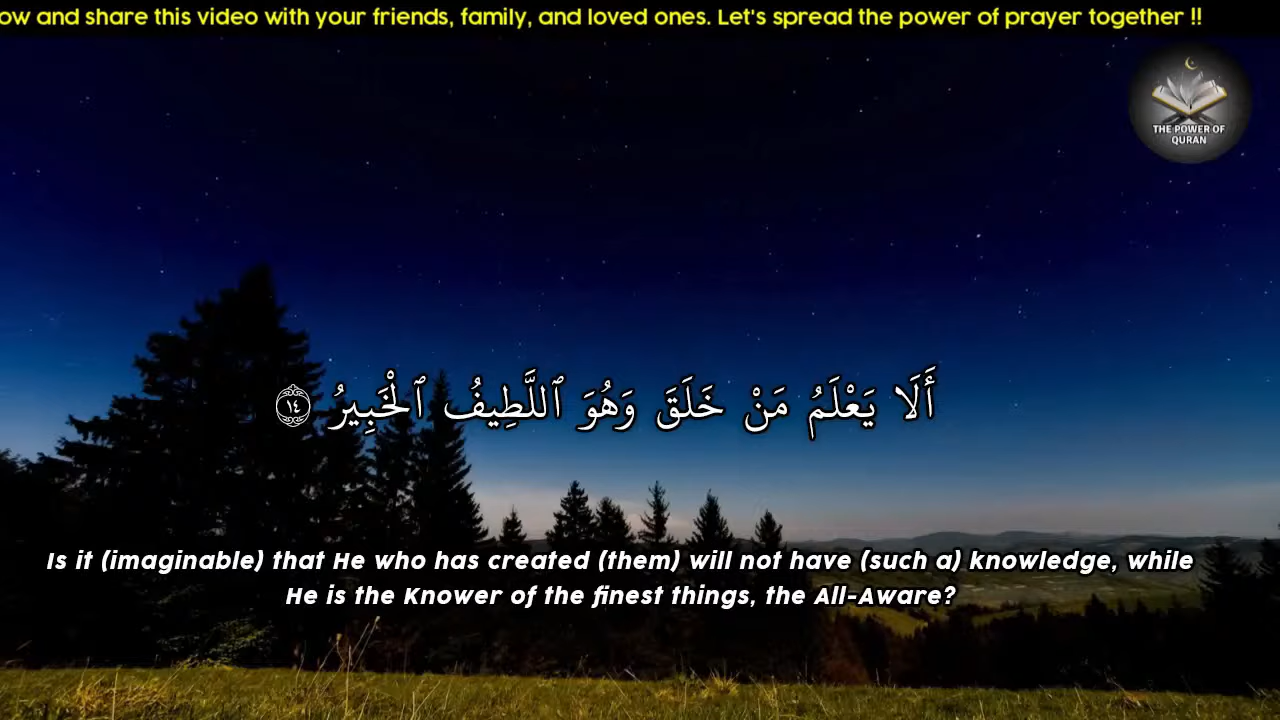 ow and share this video with your friends, family, and loved ones. Let's spread the power of prayer together !!
THE POWER OF
QURAN
أَلَا يَعْلَمُ مَنْ خَلَقَ وَهُوَ ٱللَّطِيفُ ٱلْخَبِيرُ ١٤
Is it (imaginable) that He who has created (them) will not have (such a) knowledge, while
He is the Knower of the finest things, the All-Aware?